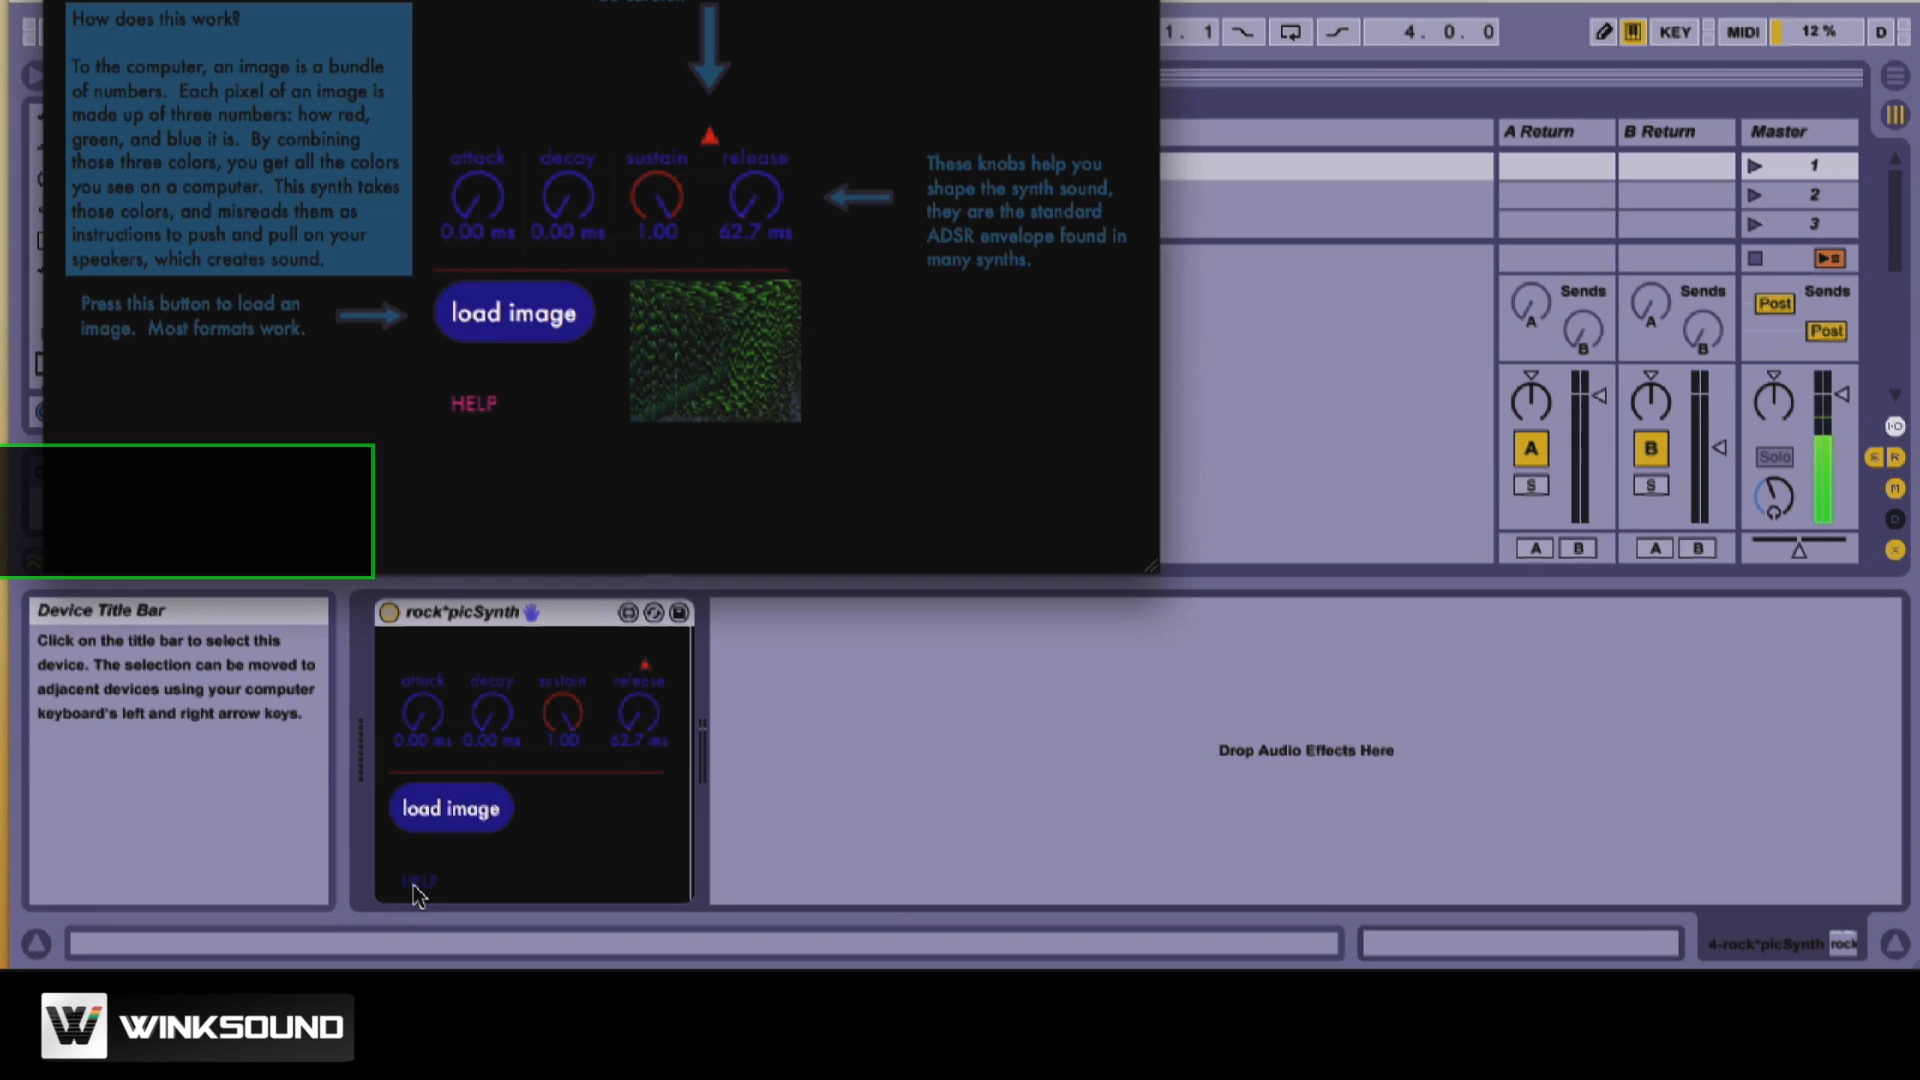 1. 1
4. 0. 0
KEY
MIDI
12 %
D
How does this work?
To the computer, an image is a bundle
of numbers. Each pixel of an image is
made up of three numbers: how red,
green, and blue it is. By combining
those three colors, you get all the colors
you see on a computer. This synth takes
those colors, and misreads them as
instructions to push and pull on your
speakers, which creates sound.
attack
decay
sustain
release
0.00 ms
0.00 ms
1.00
62.7 ms
These knobs help you
shape the synth sound,
they are the standard
ADSR envelope found in
many synths.
Press this button to load an
image. Most formats work.
load image
HELP
A Return
B Return
Master
1
2
3
Sends
Sends
Sends
A
B
A
B
Post
Post
A
B
Solo
S
S
A B
A B
I-O
S R
M
D
X
Device Title Bar
Click on the title bar to select this
device. The selection can be moved to
adjacent devices using your computer
keyboard's left and right arrow keys.
rock*picSynth
attack
decay
sustain
release
0.00 ms
0.00 ms
1.00
62.7 ms
load image
HELP
Drop Audio Effects Here
4-rock*picSynth
rock
W WINKSOUND